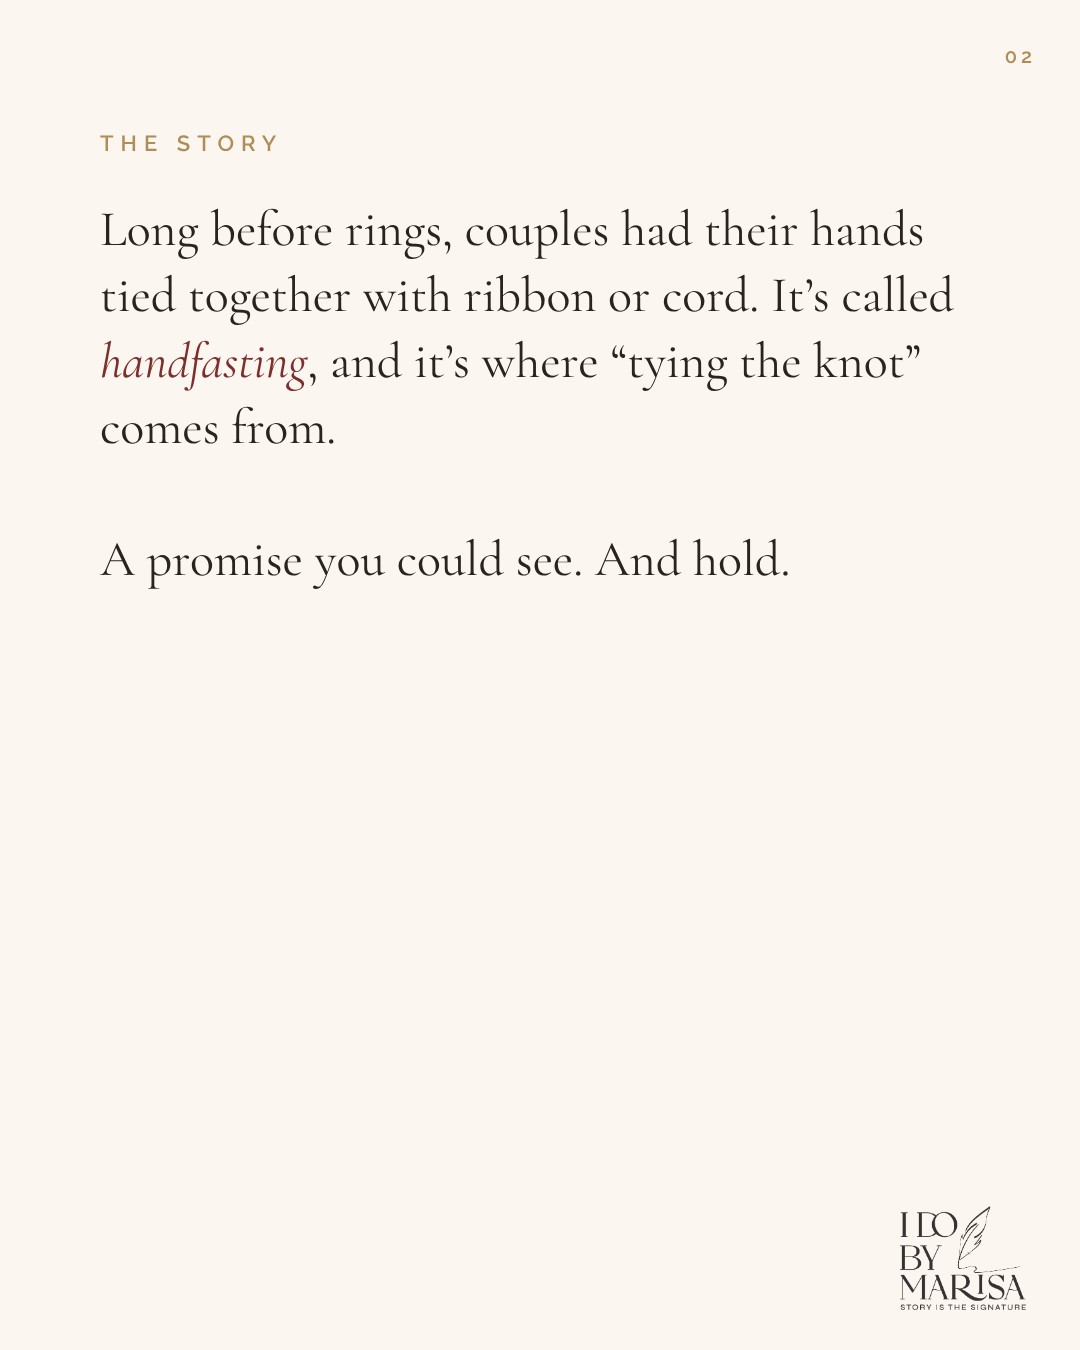 02
THE STORY
Long before rings, couples had their hands
tied together with ribbon or cord. It’s called
handfasting, and it’s where “tying the knot”
comes from.
A promise you could see. And hold.
I DO
BY
MARISA
STORY IS THE SIGNATURE